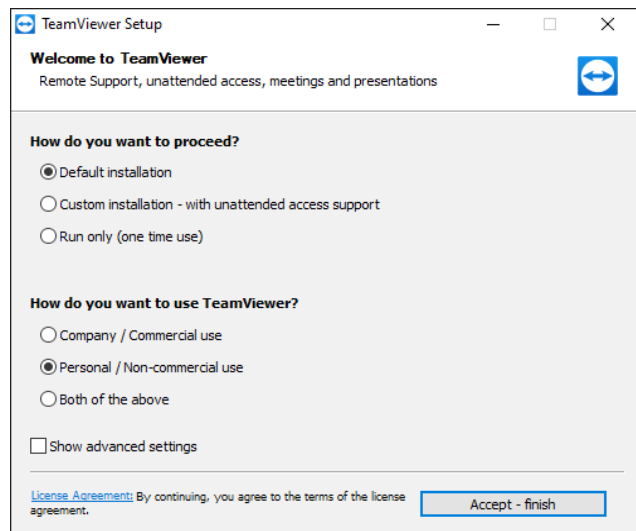 TeamViewer Setup
Welcome to TeamViewer
Remote Support, unattended access, meetings and presentations
How do you want to proceed?
Default installation
Custom installation - with unattended access support
Run only (one time use)
How do you want to use TeamViewer?
Company / Commercial use
Personal / Non-commercial use
Both of the above
Show advanced settings
License Agreement: By continuing, you agree to the terms of the license
agreement.
Accept - finish